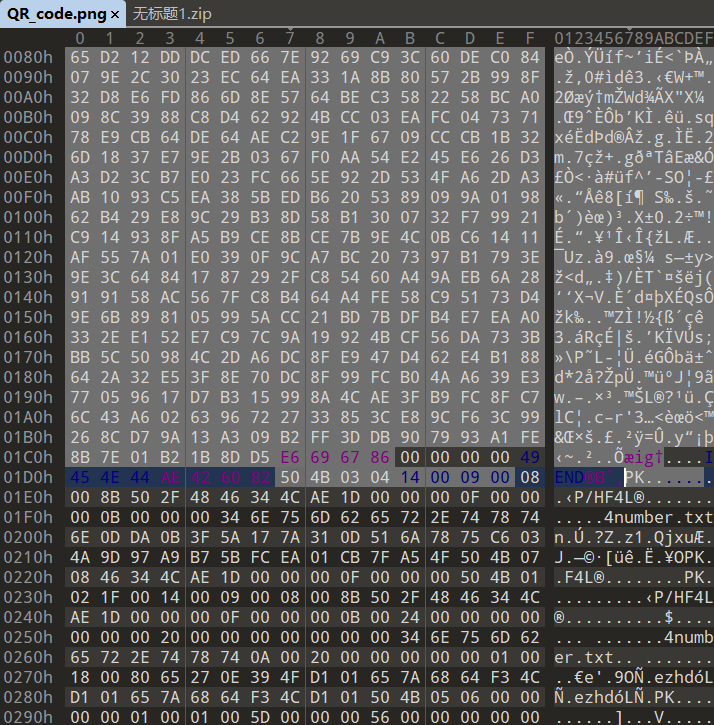 QR_code.png × 无标题1.zip
0 1 2 3 4 5 6 7 8 9 A B C D E F 0123456789ABCDEF
0080h 65 D2 12 DD DC ED 66 7E 92 69 C9 3C 60 DE C0 84 eÒ.ÝÜíf~’iÉ<`ÞÀ„
0090h 07 9E 2C 30 23 EC 64 EA 33 1A 8B 80 57 2B 99 8F .ž,0#ìdê3.‹€W+™.
00A0h 32 D8 E6 FD 86 6D 8E 57 64 BE C3 58 22 58 BC A0 2Øæý†mŽWd¾ÃX"X¼
00B0h 09 8C 39 88 C8 D4 62 92 4B CC 03 EA FC 04 73 71 .Œ9ˆÈÔb’KÌ.êü.sq
00C0h 78 E9 CB 64 DE 64 AE C2 9E 1F 67 09 CC CB 1B 32 xéËdÞd®Âž.g.ÌË.2
00D0h 6D 18 37 E7 9E 2B 03 67 F0 AA 54 E2 45 E6 26 D3 m.7çž+.gðªTâEæ&Ó
00E0h A3 D2 3C B7 E0 23 FC 66 5E 92 2D 53 4F A6 2D A3 £Ò<·à#üf^’-SO¦-£
00F0h AB 10 93 C5 EA 38 5B ED B6 20 53 89 09 9A 01 98 «.“Åê8[í¶ S‰.š.˜
0100h 62 B4 29 E8 9C 29 B3 8D 58 B1 30 07 32 F7 99 21 b´)èœ)³.X±0.2÷™!
0110h C9 14 93 8F A5 B9 CE 8B CE 7B 9E 4C 0B C6 14 11 É.“.¥¹Î‹Î{žL.Æ..
0120h AF 55 7A 01 E0 39 0F 9C A7 BC 20 73 97 B1 79 3E ¯Uz.à9.œ§¼ s—±y>
0130h 9E 3C 64 84 17 87 29 2F C8 54 60 A4 9A EB 6A 28 ž<d„.‡)/ÈT`¤šëj(
0140h 91 91 58 AC 56 7F C8 B4 64 A4 FE 58 C9 51 73 D4 ‘‘X¬V.È´d¤þXÉQsÔ
0150h 9E 6B 89 81 05 99 5A CC 21 BD 7B DF B4 E7 EA A0 žk‰..™ZÌ!½{ß´çê
0160h 33 2E E1 52 E7 C9 7C 9A 19 92 4B CF 56 DA 73 3B 3.áRçÉ|š.’KÏVÚs;
0170h BB 5C 50 98 4C 2D A6 DC 8F E9 47 D4 62 E4 B1 88 »\P˜L-¦Ü.éGÔbä±ˆ
0180h 64 2A 32 E5 3F 8E 70 DC 8F 99 FC B0 4A A6 39 E3 d*2å?ŽpÜ.™ü°J¦9ã
0190h 77 05 96 17 D7 B3 15 99 8A 4C AE 3F B9 FC 8F C7 w.–.×³.™ŠL®?¹ü.Ç
01A0h 6C 43 A6 02 63 96 72 27 33 85 3C E8 9C F6 3C 99 lC¦.c–r'3…<èœö<™
01B0h 26 8C D7 9A 13 A3 09 B2 FF 3D DB 90 79 93 A1 FE &Œ×š.£.²ÿ=Û.y“¡þ
01C0h 8B 7E 01 B2 1B 8D D5 E6 69 67 86 00 00 00 00 49 ‹~.².Õæig†....I
01D0h 45 4E 44 AE 42 60 82 50 4B 03 04 14 00 09 00 08 END®B`‚PK.......
01E0h 00 8B 50 2F 48 46 34 4C AE 1D 00 00 00 0F 00 00 .‹P/HF4L®.......
01F0h 00 0B 00 00 00 34 6E 75 6D 62 65 72 2E 74 78 74 .....4number.txt
0200h 6E 0D DA 0B 3F 5A 17 7A 31 0D 51 6A 78 75 C6 03 n.Ú.?Z.z1.QjxuÆ.
0210h 4A 9D 97 A9 B7 5B FC EA 01 CB 7F A5 4F 50 4B 07 J.—©·[üê.Ë.¥OPK.
0220h 08 46 34 4C AE 1D 00 00 00 0F 00 00 00 50 4B 01 .F4L®........PK.
0230h 02 1F 00 14 00 09 00 08 00 8B 50 2F 48 46 34 4C .........‹P/HF4L
0240h AE 1D 00 00 00 0F 00 00 00 0B 00 24 00 00 00 00 ®..........$....
0250h 00 00 00 20 00 00 00 00 00 00 00 34 6E 75 6D 62 ... .......4numb
0260h 65 72 2E 74 78 74 0A 00 20 00 00 00 00 00 01 00 er.txt.. .......
0270h 18 00 80 65 27 0E 39 4F D1 01 65 7A 68 64 F3 4C ..€e'.9OÑ.ezhdóL
0280h D1 01 65 7A 68 64 F3 4C D1 01 50 4B 05 06 00 00 Ñ.ezhdóLÑ.PK....
0290h 00 00 01 00 01 00 5D 00 00 00 56 00 00 00 00 00 ......]...V.....